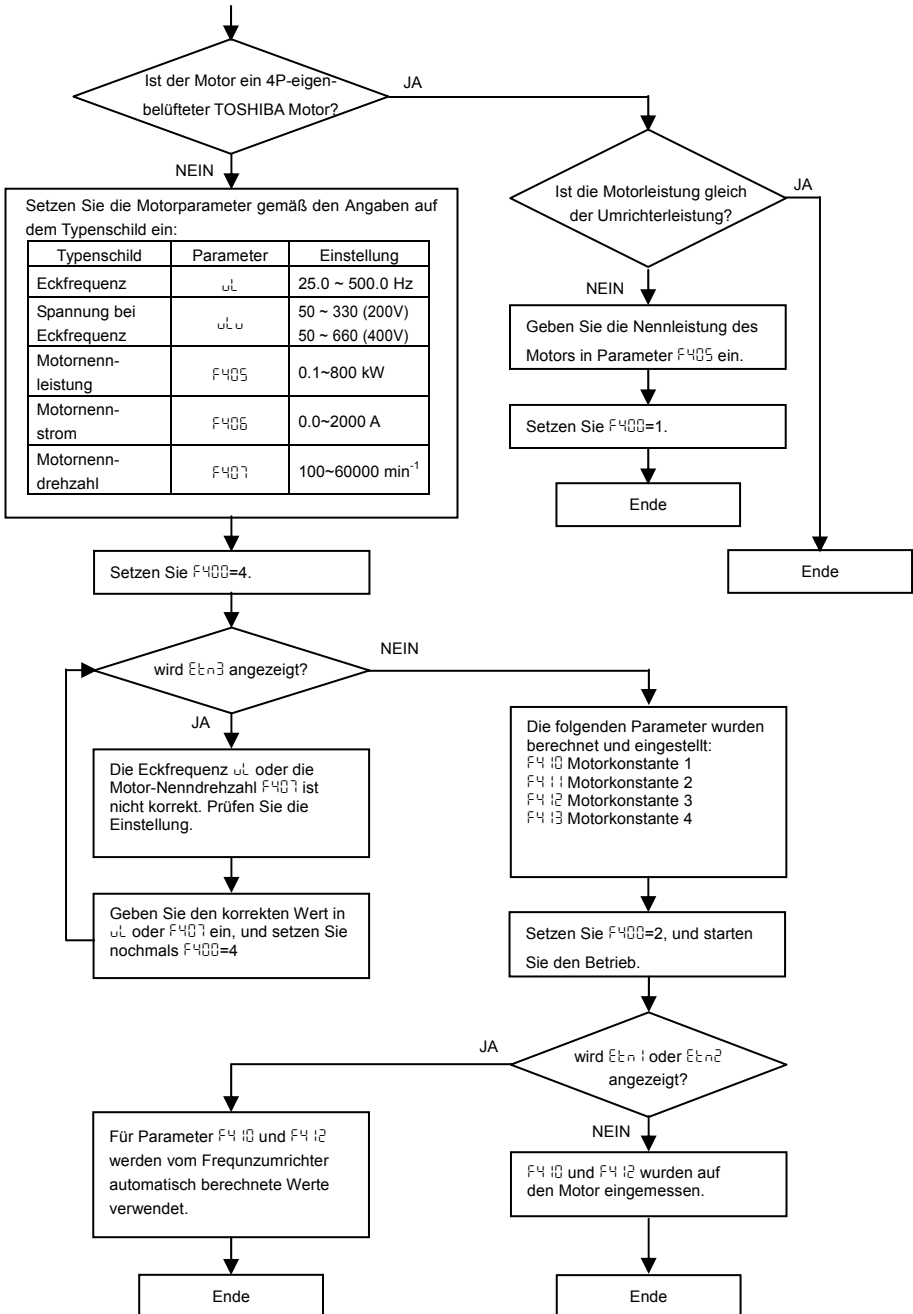 Ist der Motor ein 4P-eigen-
belüfteter TOSHIBA Motor?
JA
NEIN
Ist die Motorleistung gleich
der Umrichterleistung?
JA
Setzen Sie die Motorparameter gemäß den Angaben auf
dem Typenschild ein:
Typenschild Parameter Einstellung
Eckfrequenz uL 25.0 ~ 500.0 Hz
Spannung bei
Eckfrequenz
uLu
50 ~ 330 (200V)
50 ~ 660 (400V)
Motornenn-
leistung
F405
0.1~800 kW
Motornenn-
strom
F406
0.0~2000 A
Motornenn-
drehzahl
F407
100~60000 min-1
NEIN
Geben Sie die Nennleistung des
Motors in Parameter F405 ein.
Setzen Sie F400=1.
Ende
Ende
Setzen Sie F400=4.
wird Etn3 angezeigt?
NEIN
JA
Die Eckfrequenz uL oder die
Motor-Nenndrehzahl F407 ist
nicht korrekt. Prüfen Sie die
Einstellung.
Geben Sie den korrekten Wert in
uL oder F407 ein, und setzen Sie
nochmals F400=4
Die folgenden Parameter wurden
berechnet und eingestellt:
F410 Motorkonstante 1
F411 Motorkonstante 2
F412 Motorkonstante 3
F413 Motorkonstante 4
Setzen Sie F400=2, und starten
Sie den Betrieb.
wird Etn1 oder Etn2
angezeigt?
JA
NEIN
Für Parameter F410 und F412
werden vom Frequnzumrichter
automatisch berechnete Werte
verwendet.
Ende
F410 und F412 wurden auf
den Motor eingemessen.
Ende